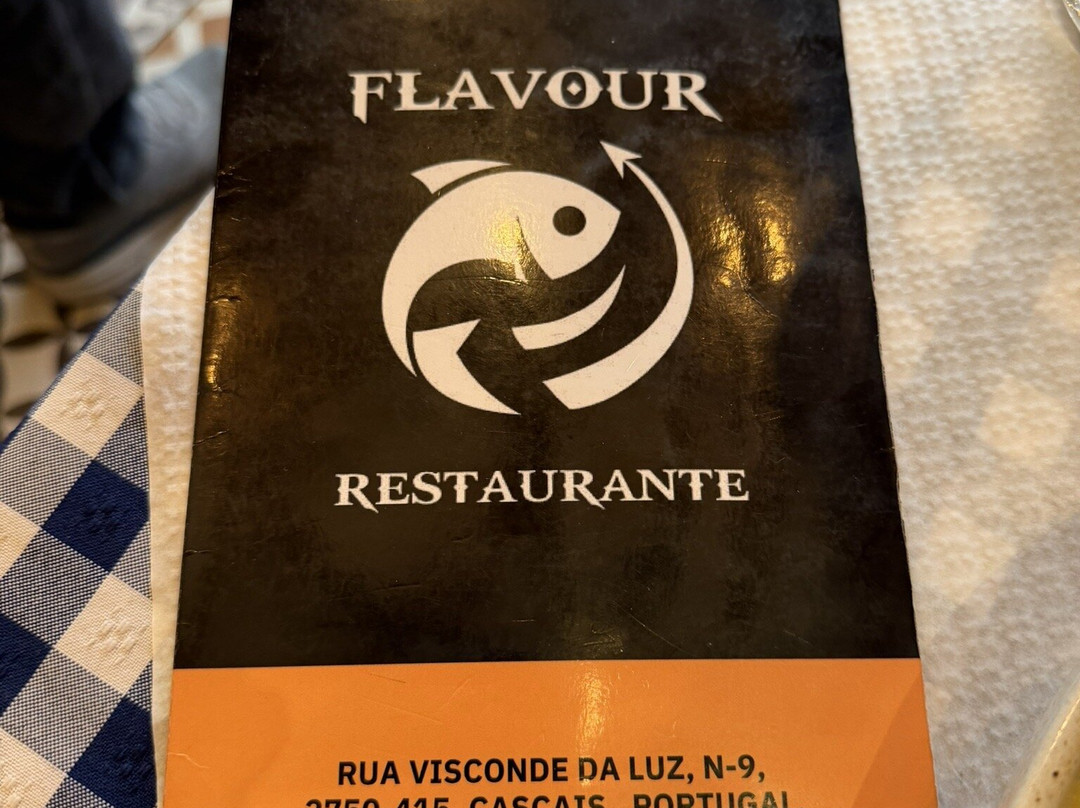 FLAVOUR
RESTAURANTE
RUA VISCONDE DA LUZ, N-9,
2750-415, CASCAIS, PORTUGAL